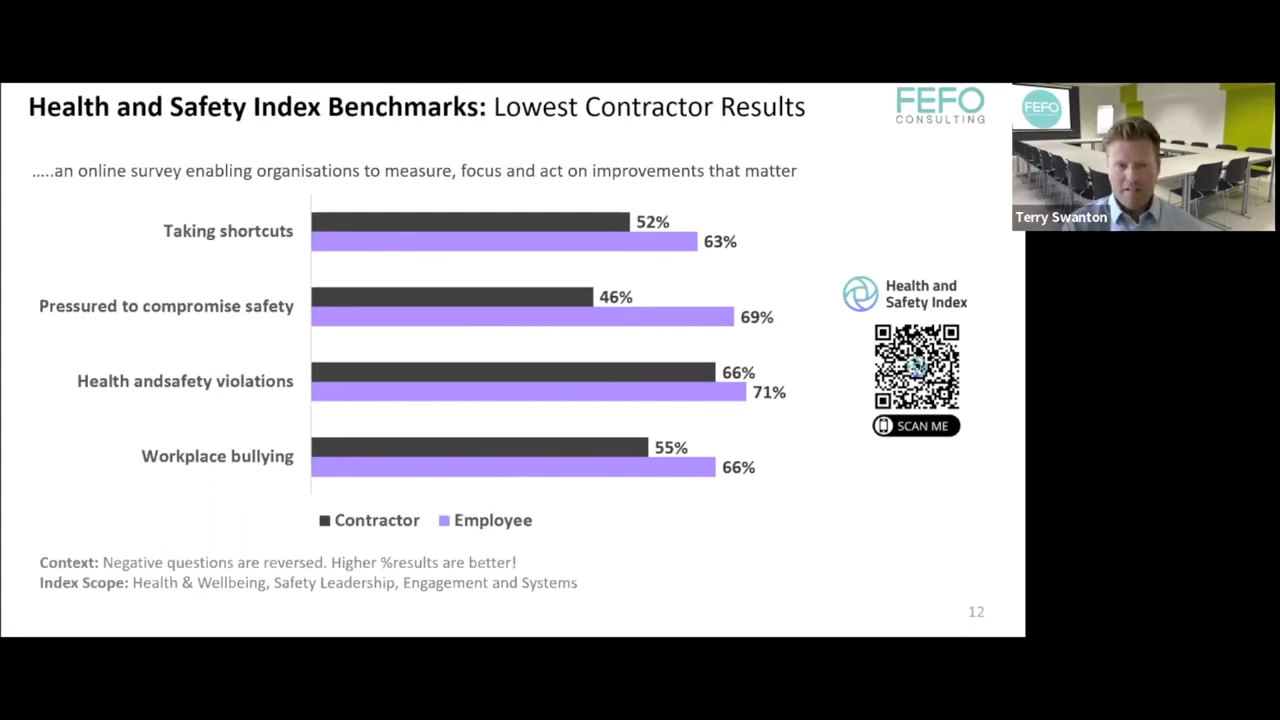 Health and Safety Index Benchmarks: Lowest Contractor Results
FEFO
CONSULTING
FEFO
Terry Swanton
.....an online survey enabling organisations to measure, focus and act on improvements that matter
Taking shortcuts
52%
63%
Pressured to compromise safety
46%
69%
Health andsafety violations
66%
71%
Workplace bullying
55%
66%
Contractor
Employee
Health and
Safety Index
SCAN ME
Context: Negative questions are reversed. Higher %results are better!
Index Scope: Health & Wellbeing, Safety Leadership, Engagement and Systems
12